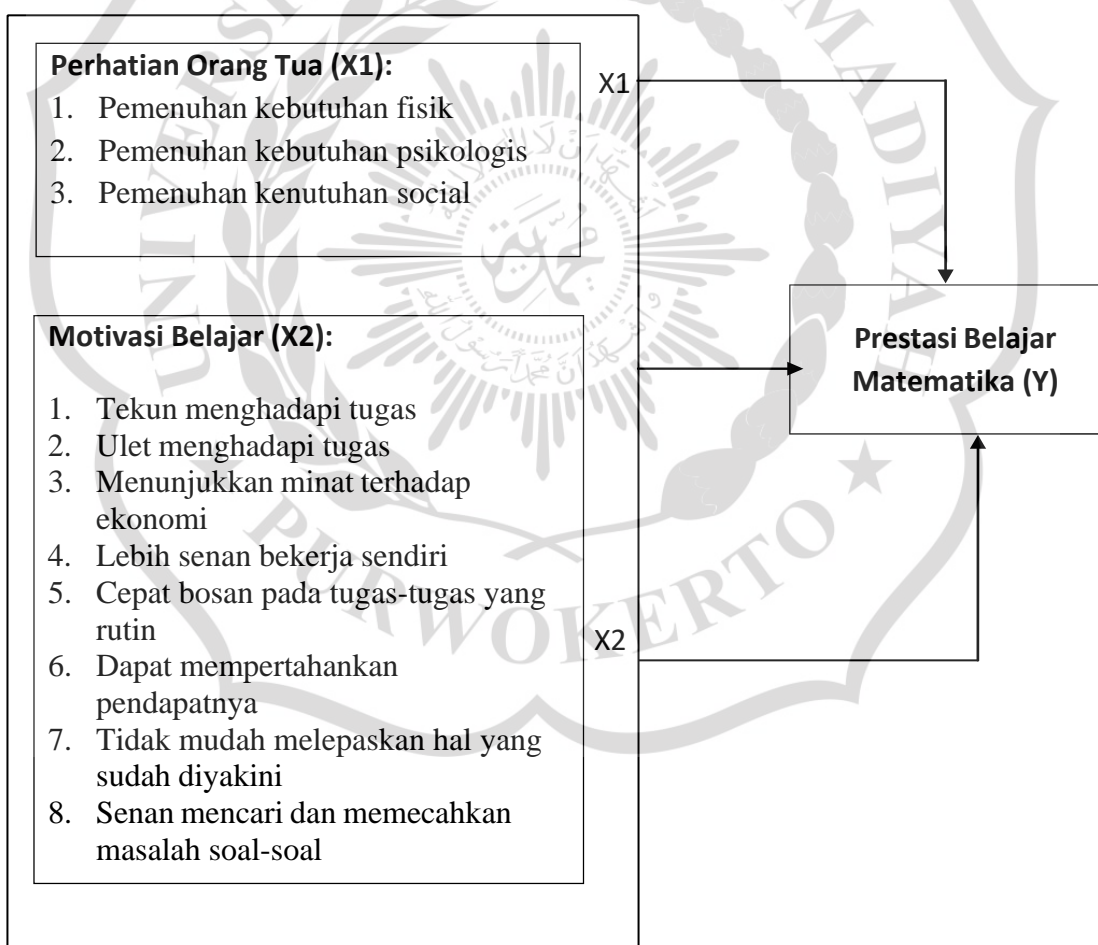 Perhatian Orang Tua (X1):
1. Pemenuhan kebutuhan fisik
2. Pemenuhan kebutuhan psikologis
3. Pemenuhan kenutuhan social
X1
Motivasi Belajar (X2):
1. Tekun menghadapi tugas
2. Ulet menghadapi tugas
3. Menunjukkan minat terhadap
ekonomi
4. Lebih senan bekerja sendiri
5. Cepat bosan pada tugas-tugas yang
rutin
6. Dapat mempertahankan
pendapatnya
7. Tidak mudah melepaskan hal yang
sudah diyakini
8. Senan mencari dan memecahkan
masalah soal-soal
X2
Prestasi Belajar
Matematika (Y)
PURWOKERTO